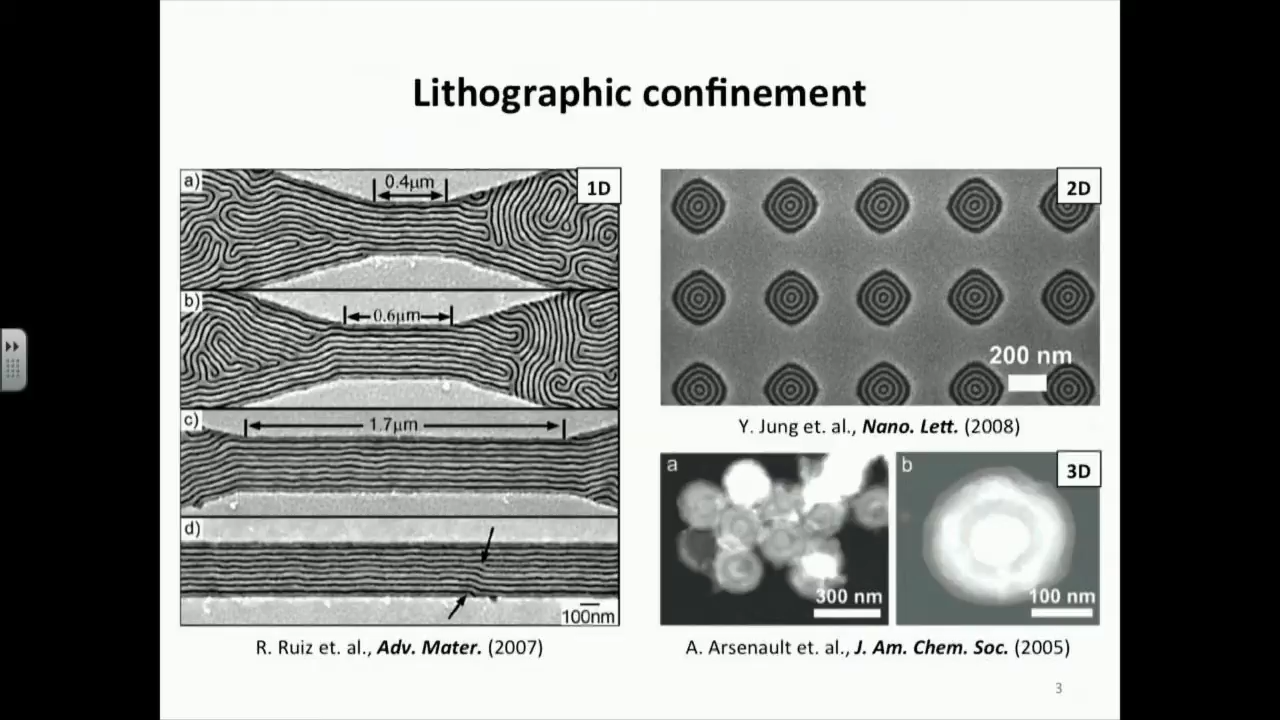 Lithographic confinement
a)
0.4μm
1D
b)
0.6μm
c)
1.7μm
d)
100nm
R. Ruiz et. al., Adv. Mater. (2007)
2D
200 nm
Y. Jung et. al., Nano. Lett. (2008)
a
300 nm
b
3D
100 nm
A. Arsenault et. al., J. Am. Chem. Soc. (2005)
3